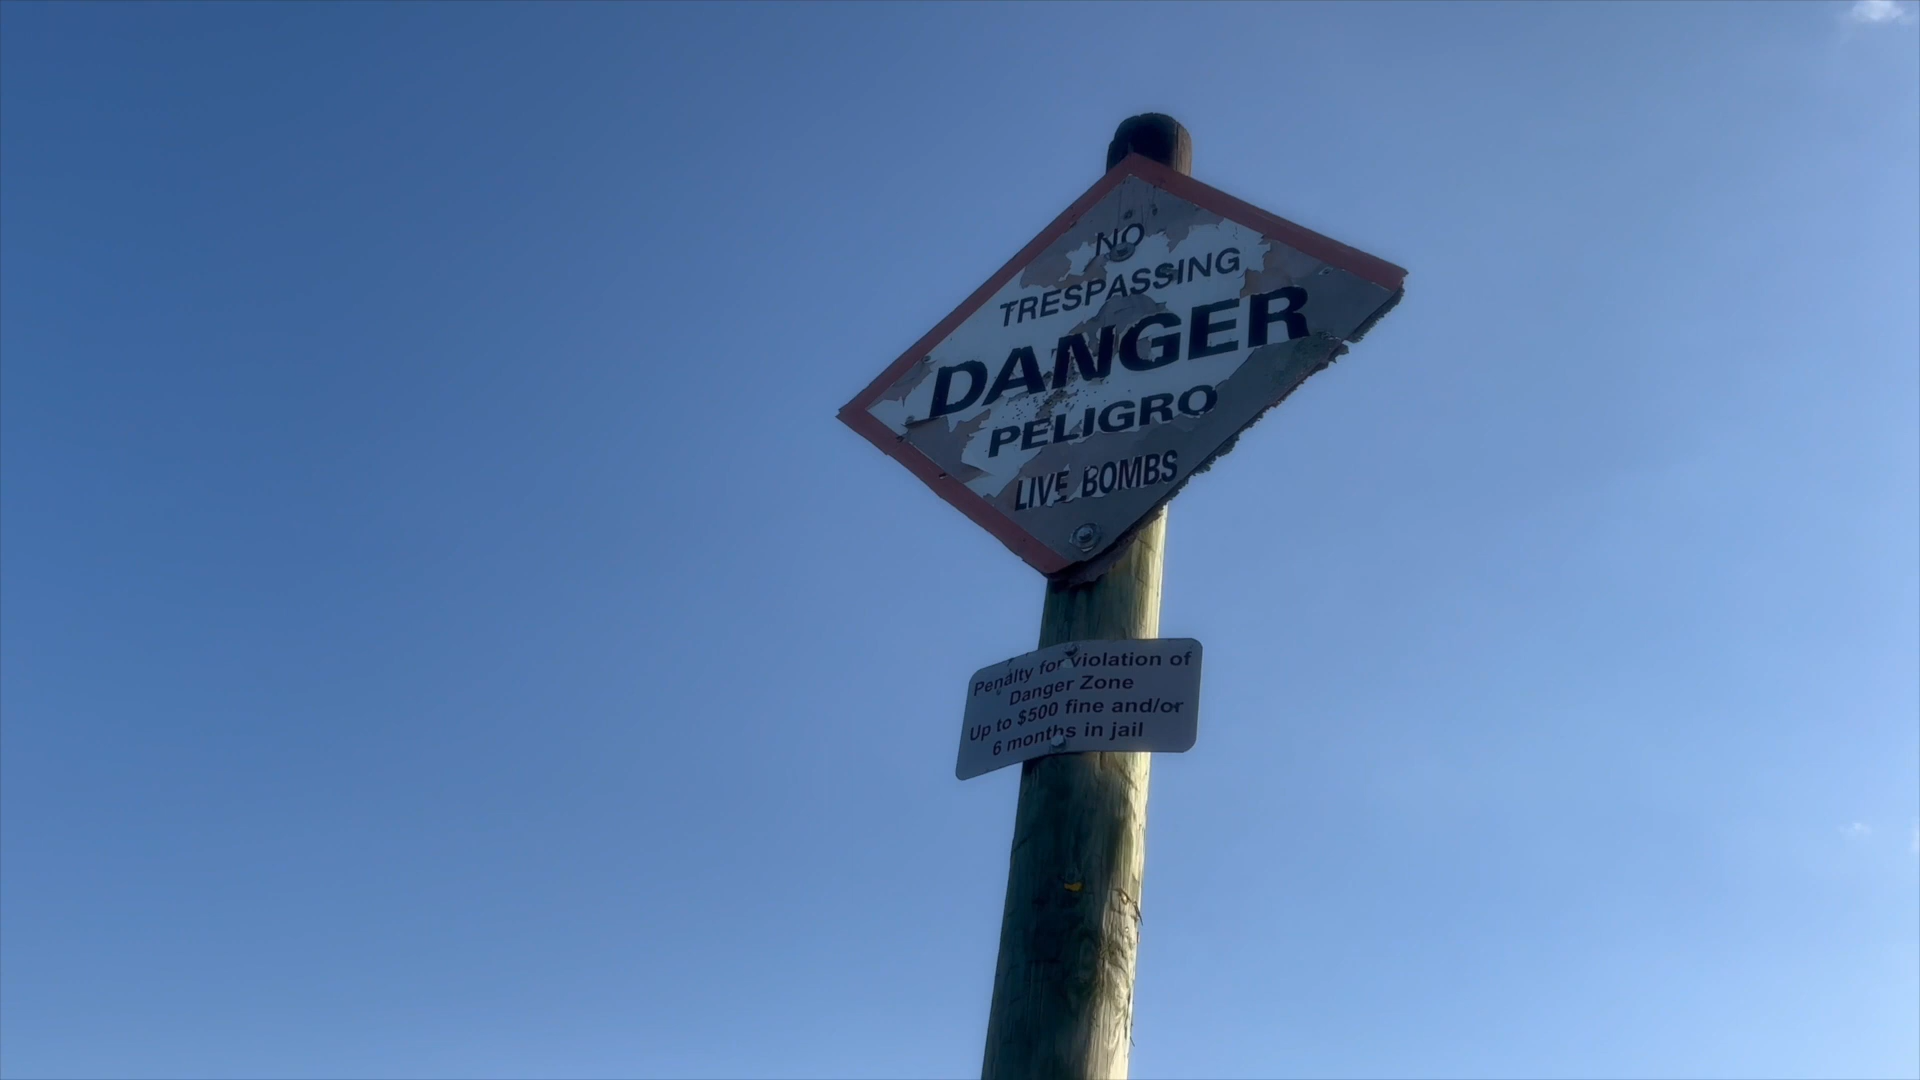 NO
TRESPASSING
DANGER
PELIGRO
LIVE BOMBS
Penalty for violation of
Danger Zone
Up to $500 fine and/or
6 months in jail